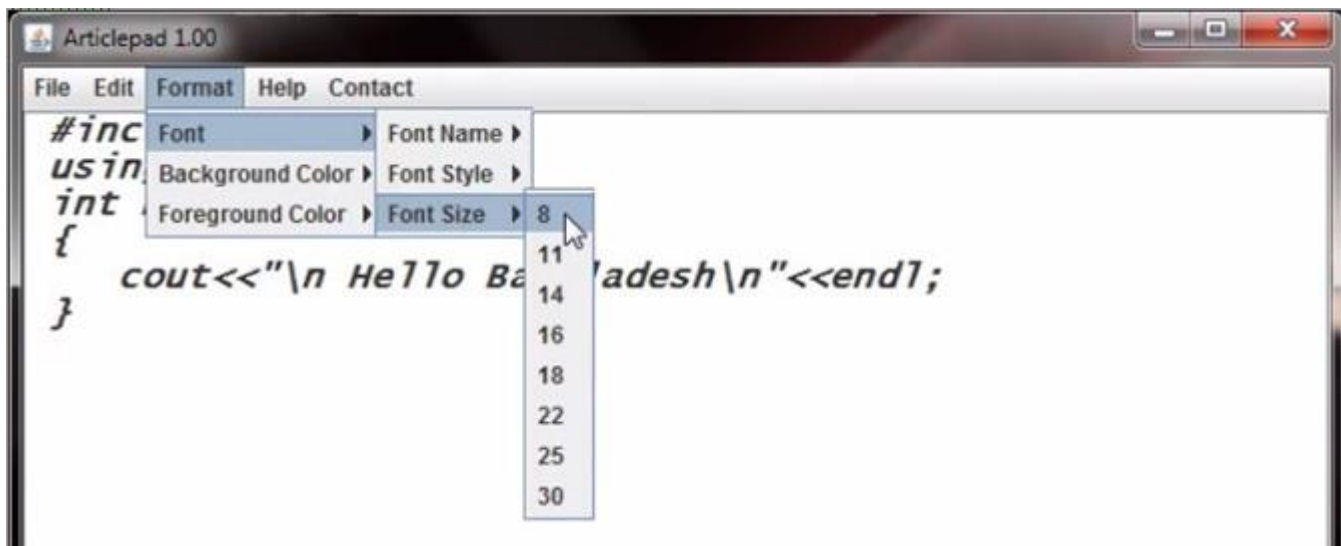 Articlepad 1.00
File Edit Format Help Contact
#inc
Font
Font Name
usin
Background Color
Font Style
int
Foreground Color
Font Size
8
{
11
cout<<"\n Hello Ba ladesh\n"<<endl;
14
}
16
18
22
25
30